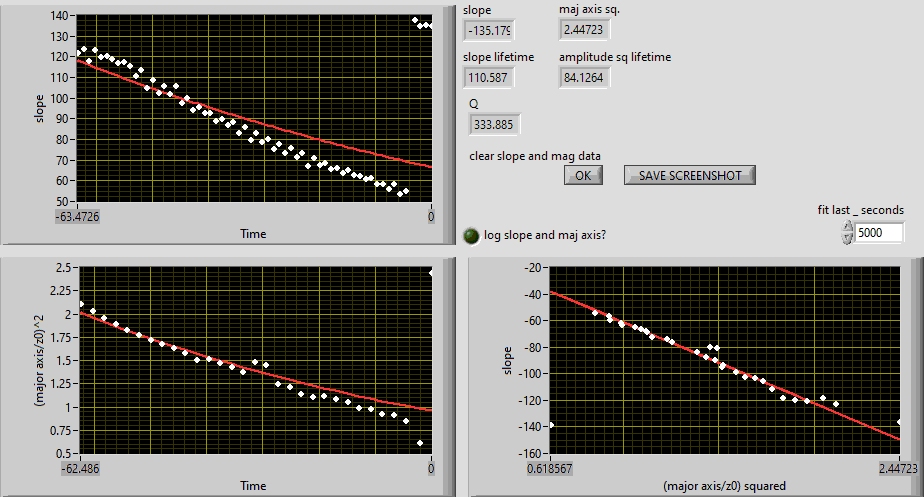 140
130
120
110
100
90
80
70
60
50
slope
-63.4726
0
Time
slope
maj axis sq.
-135.179
2.44723
slope lifetime
amplitude sq lifetime
110.587
84.1264
Q
333.885
clear slope and mag data
OK
SAVE SCREENSHOT
fit last _ seconds
5000
log slope and maj axis?
2.5
2.25
2
1.75
1.5
1.25
1
0.75
0.5
(major axis/z0)^2
-62.486
0
Time
-20
-40
-60
-80
-100
-120
-140
-160
slope
0.618567
2.44723
(major axis/z0) squared